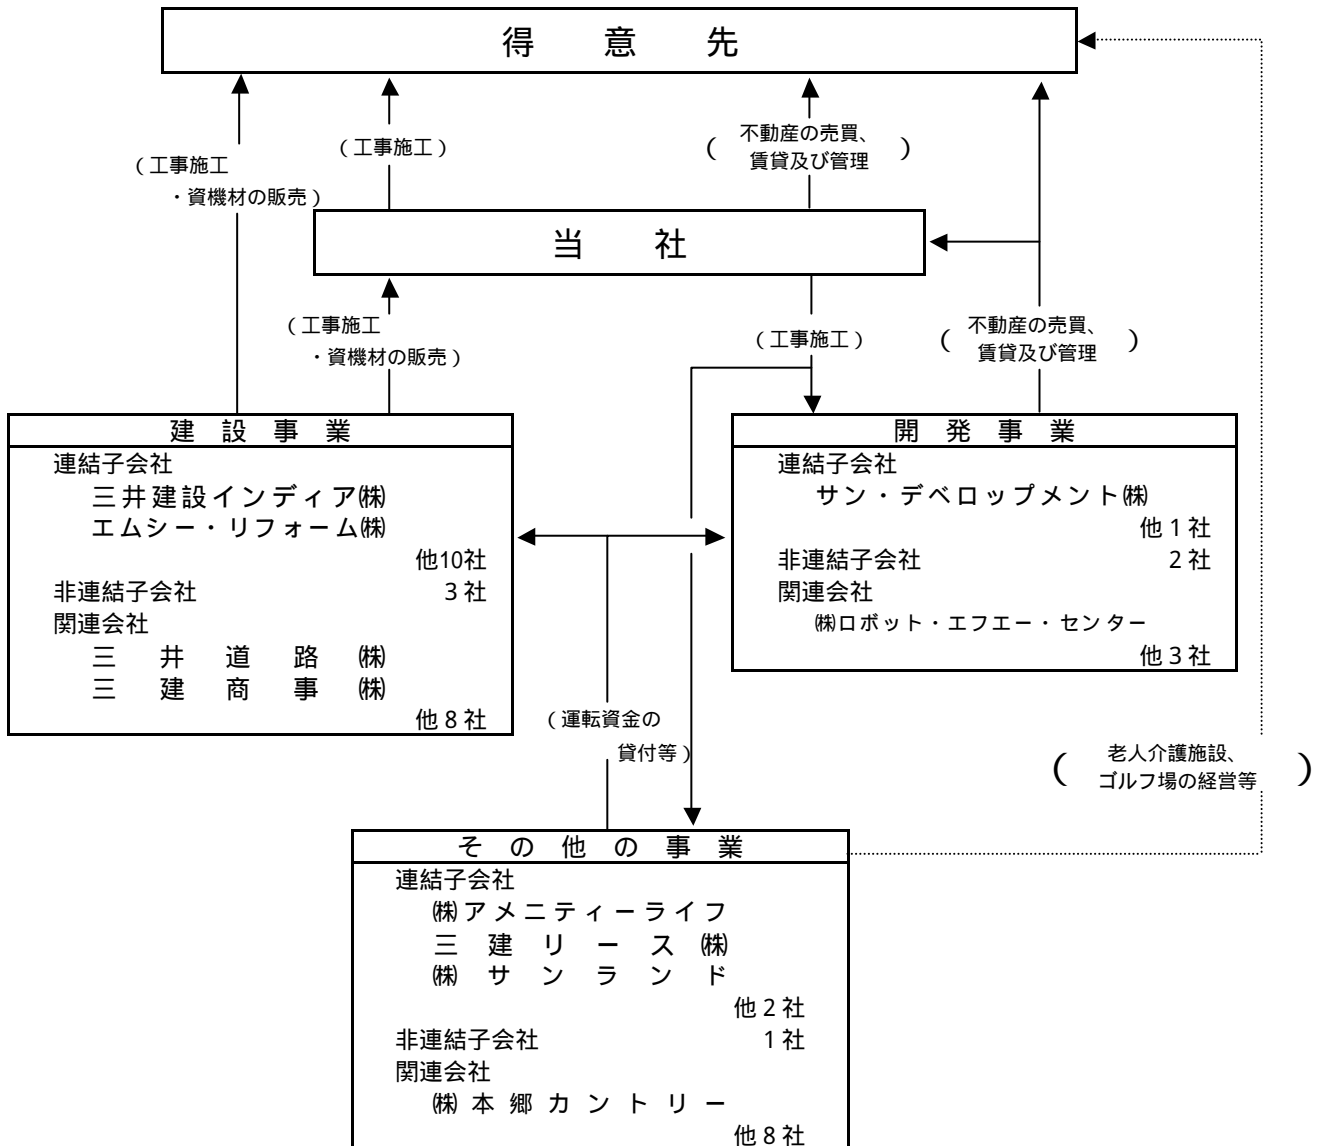 得意先
(工事施工
・資機材の販売)
(工事施工)
( 不動産の売買、
賃貸及び管理 )
当社
(工事施工
・資機材の販売)
(工事施工)
( 不動産の売買、
賃貸及び管理 )
建設事業
連結子会社
三井建設インディア㈱
エムシー・リフォーム㈱
他10社
非連結子会社 3社
関連会社
三井道路㈱
三建商事㈱
他8社
開発事業
連結子会社
サン・デベロップメント㈱
他1社
非連結子会社 2社
関連会社
㈱ロボット・エフエー・センター
他3社
(運転資金の
貸付等)
( 老人介護施設、
ゴルフ場の経営等 )
その他の事業
連結子会社
㈱アメニティーライフ
三建リース㈱
㈱サンランド
他2社
非連結子会社 1社
関連会社
㈱本郷カントリー
他8社